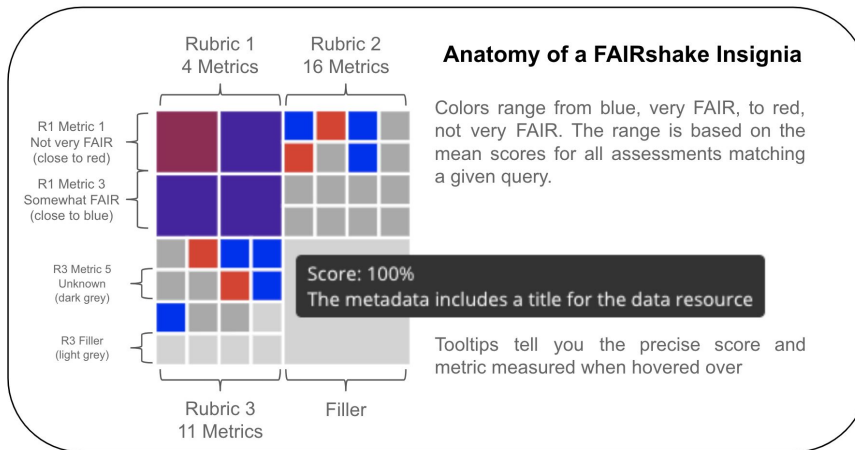 Rubric 1
4 Metrics
Rubric 2
16 Metrics
Anatomy of a FAIRshake Insignia
Colors range from blue, very FAIR, to red,
not very FAIR. The range is based on the
mean scores for all assessments matching
a given query.
R1 Metric 1
Not very FAIR
(close to red)
R1 Metric 3
Somewhat FAIR
(close to blue)
R3 Metric 5
Unknown
(dark grey)
R3 Filler
(light grey)
Score: 100%
The metadata includes a title for the data resource
Tooltips tell you the precise score and
metric measured when hovered over
Rubric 3
11 Metrics
Filler